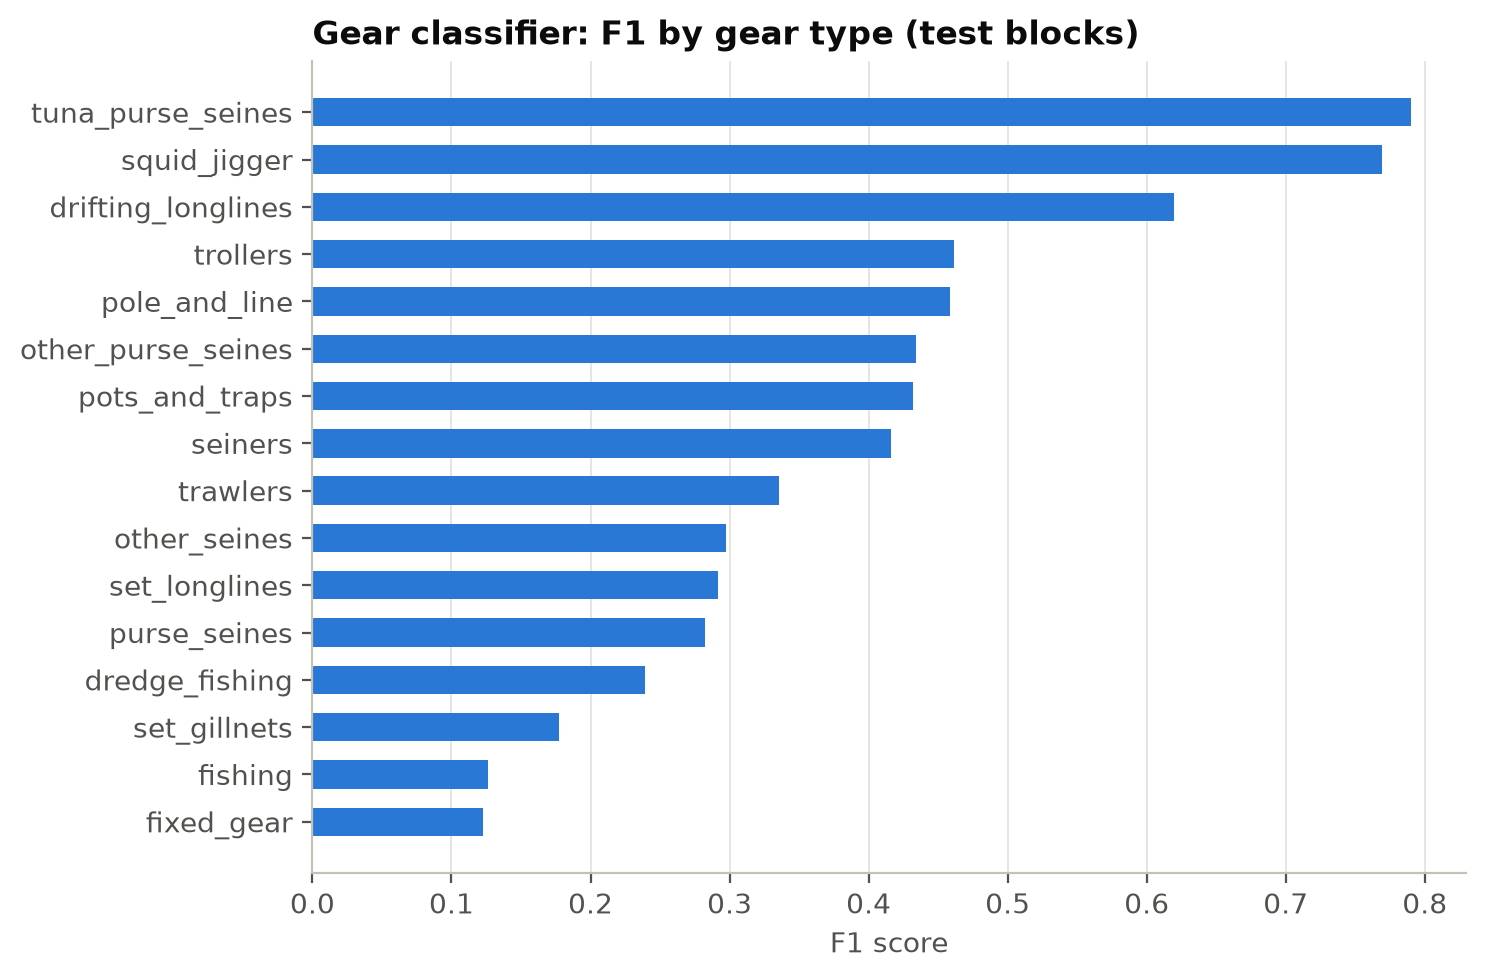 Gear classifier: F1 by gear type (test blocks)
tuna_purse_seines
squid_jigger
drifting_longlines
trollers
pole_and_line
other_purse_seines
pots_and_traps
seiners
trawlers
other_seines
set_longlines
purse_seines
dredge_fishing
set_gillnets
fishing
fixed_gear
0.0 0.1 0.2 0.3 0.4 0.5 0.6 0.7 0.8
F1 score